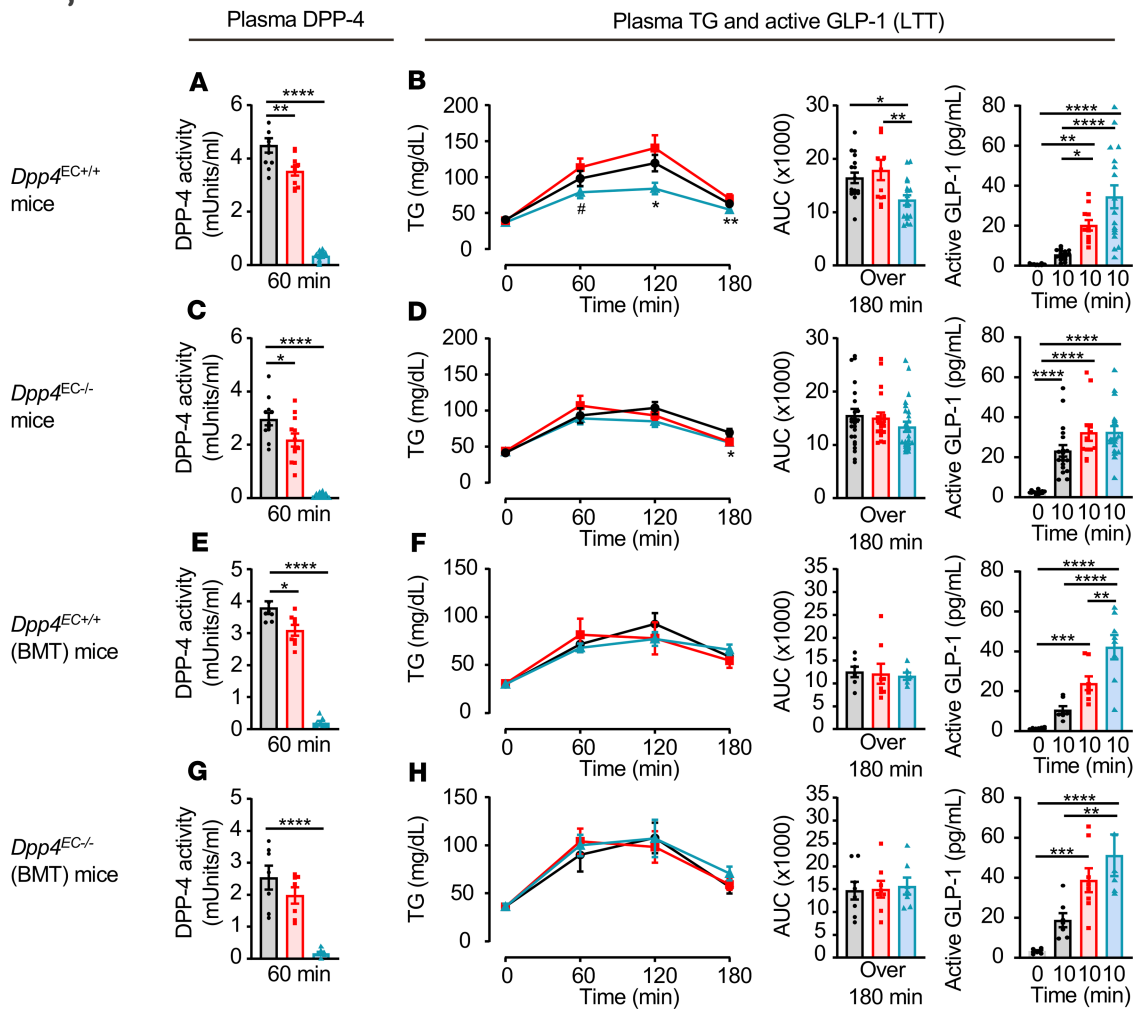 Plasma DPP-4
Plasma TG and active GLP-1 (LTT)
Dpp4EC+/+
mice
A
DPP-4 activity
(mUnits/ml)
6
4
2
0
****
**
60 min
B
TG (mg/dL)
200
150
100
50
0
#
*
**
0 60 120 180
Time (min)
AUC (x1000)
30
20
10
0
*
**
Over
180 min
Active GLP-1 (pg/mL)
80
60
40
20
0
****
****
**
*
0 10 10 10
Time (min)
Dpp4EC-/-
mice
C
DPP-4 activity
(mUnits/ml)
6
4
2
0
****
*
60 min
D
TG (mg/dL)
200
150
100
50
0
*
0 60 120 180
Time (min)
AUC (x1000)
30
20
10
0
Over
180 min
Active GLP-1 (pg/mL)
80
60
40
20
0
****
****
****
0 10 10 10
Time (min)
Dpp4EC+/+
(BMT) mice
E
DPP-4 activity
(mUnits/ml)
5
4
3
2
1
0
****
*
60 min
F
TG (mg/dL)
150
100
50
0
0 60 120 180
Time (min)
AUC (x1000)
35
30
25
20
15
10
5
0
Over
180 min
Active GLP-1 (pg/mL)
80
60
40
20
0
****
****
**
***
0 10 10 10
Time (min)
Dpp4EC-/-
(BMT) mice
G
DPP-4 activity
(mUnits/ml)
5
4
3
2
1
0
****
60 min
H
TG (mg/dL)
150
100
50
0
0 60 120 180
Time (min)
AUC (x1000)
35
30
25
20
15
10
5
0
Over
180 min
Active GLP-1 (pg/mL)
80
60
40
20
0
****
**
***
0 10 10 10
Time (min)